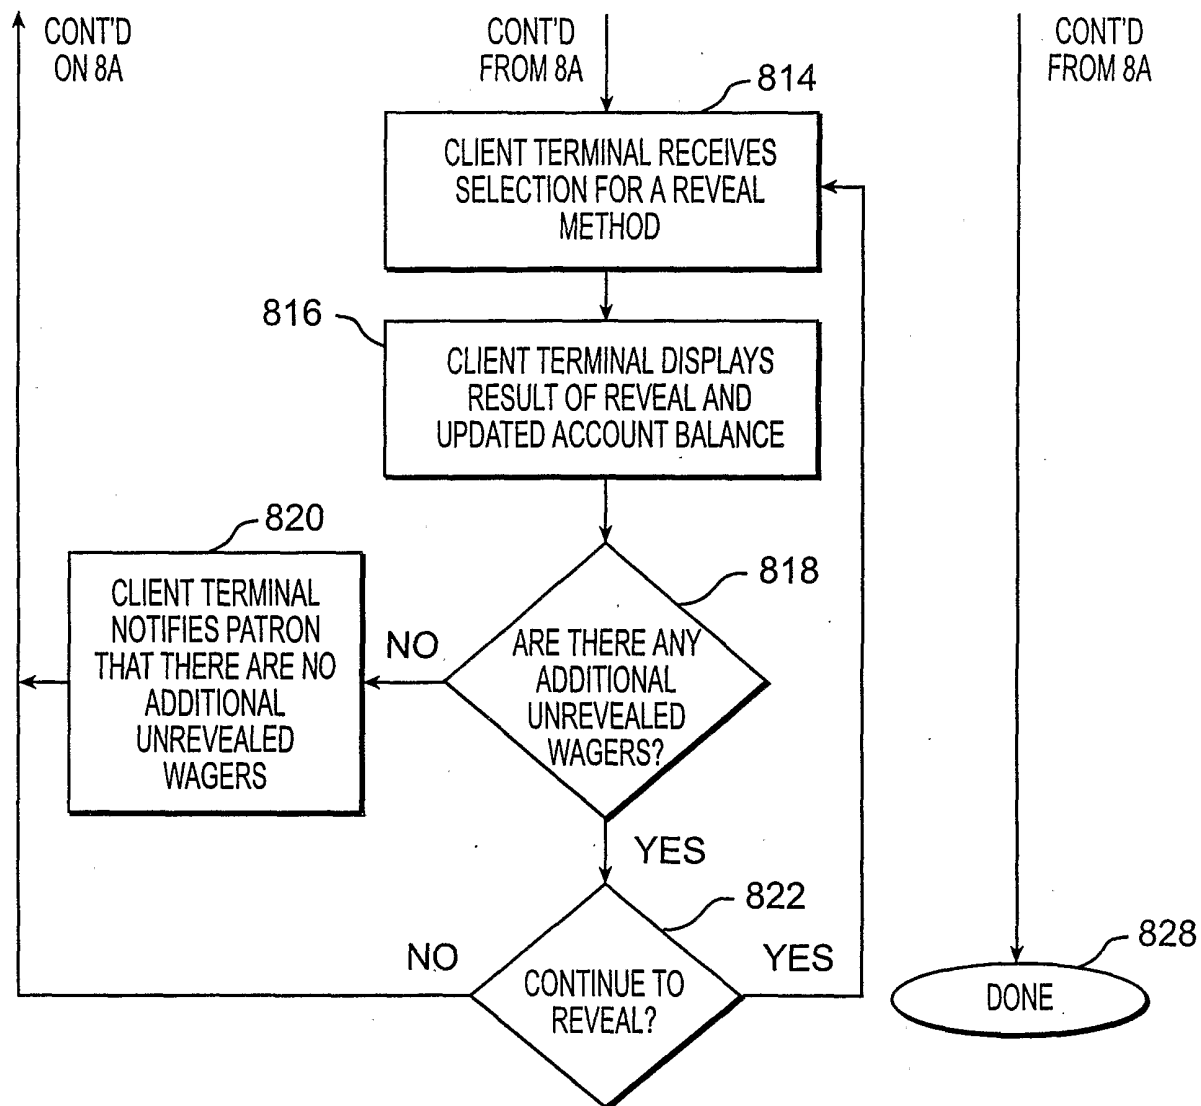 CONT'D
ON 8A
CONT'D
FROM 8A
CONT'D
FROM 8A
814
CLIENT TERMINAL RECEIVES
SELECTION FOR A REVEAL
METHOD
816
CLIENT TERMINAL DISPLAYS
RESULT OF REVEAL AND
UPDATED ACCOUNT BALANCE
820
CLIENT TERMINAL
NOTIFIES PATRON
THAT THERE ARE NO
ADDITIONAL
UNREVEALED
WAGERS
NO
818
ARE THERE ANY
ADDITIONAL
UNREVEALED
WAGERS?
YES
822
NO
CONTINUE TO
REVEAL?
YES
828
DONE